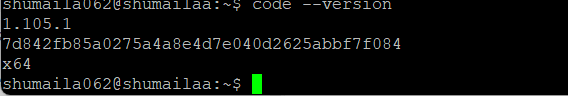 shumaila062@shumailaa:~$ code --version
1.105.1
7d842fb85a0275a4a8e4d7e040d2625abbf7f084
x64
shumaila062@shumailaa:~$